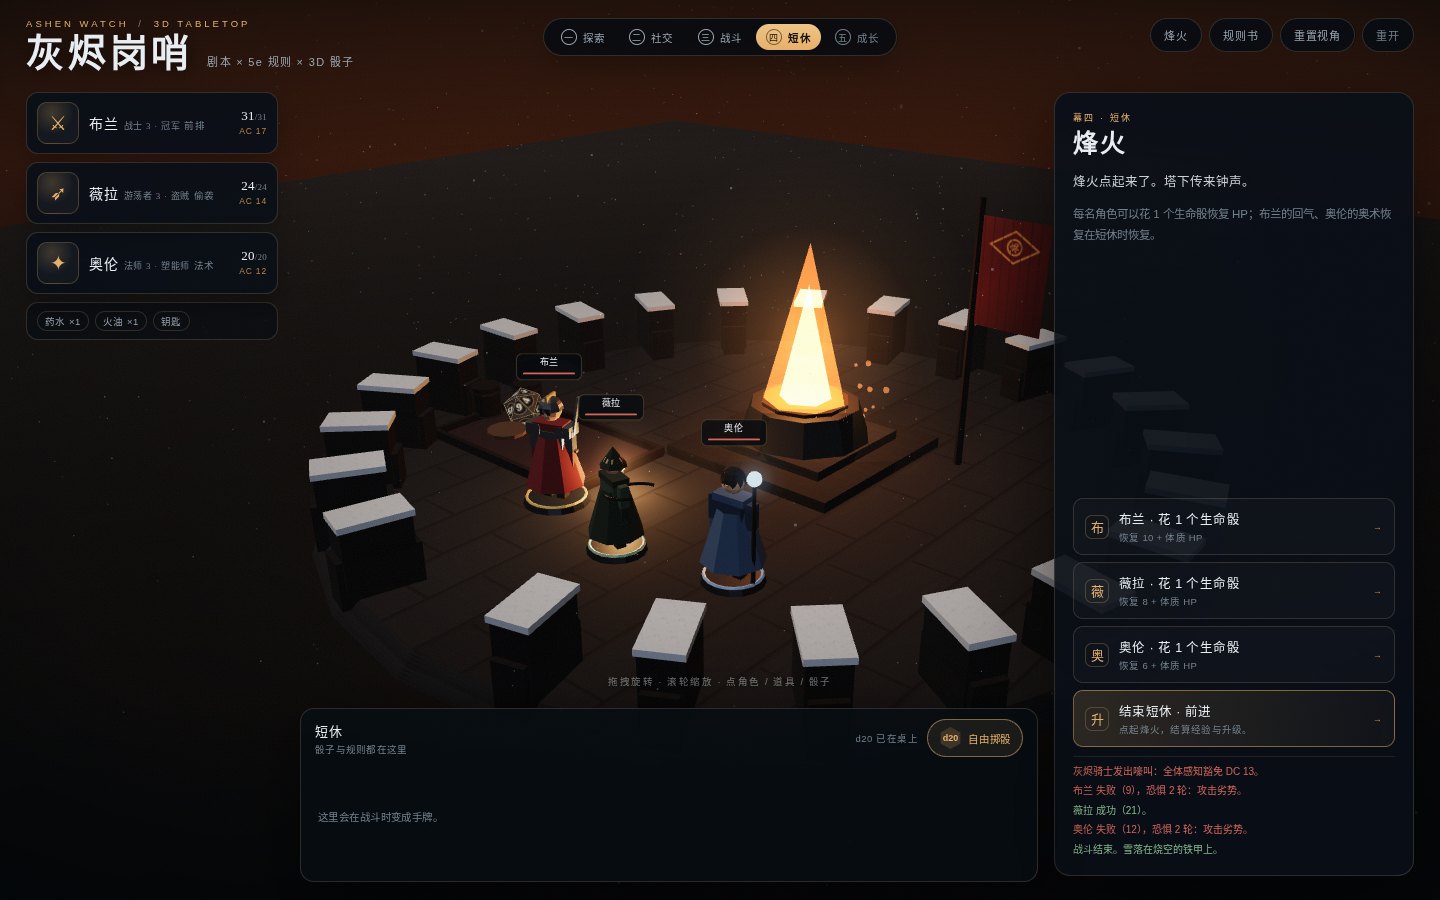 ASHEN WATCH / 3D TABLETOP
灰烬岗哨 剧本 × 5e 规则 × 3D 骰子
一 探索 二 社交 三 战斗 四 短休 五 成长
烽火 规则书 重置视角 重开
布兰 战士 3 · 冠军 前排 31/31 AC 17
薇拉 游荡者 3 · 盗贼 偷袭 24/24 AC 14
奥伦 法师 3 · 塑能师 法术 20/20 AC 12
药水 ×1 火油 ×1 钥匙
布兰
薇拉
奥伦
拖拽旋转 · 滚轮缩放 · 点角色 / 道具 / 骰子
短休
骰子与规则都在这里
d20 已在桌上 d20 自由掷骰
这里会在战斗时变成手牌。
幕四 · 短休
烽火
烽火点起来了。塔下传来钟声。
每名角色可以花 1 个生命骰恢复 HP；布兰的回气、奥伦的奥术恢
复在短休时恢复。
布 布兰 · 花 1 个生命骰 →
恢复 10 + 体质 HP
薇 薇拉 · 花 1 个生命骰 →
恢复 8 + 体质 HP
奥 奥伦 · 花 1 个生命骰 →
恢复 6 + 体质 HP
升 结束短休 · 前进 →
点起烽火，结算经验与升级。
灰烬骑士发出嚎叫：全体感知豁免 DC 13。
布兰 失败（9），恐惧 2 轮：攻击劣势。
薇拉 成功（21）。
奥伦 失败（12），恐惧 2 轮：攻击劣势。
战斗结束。雪落在烧空的铁甲上。